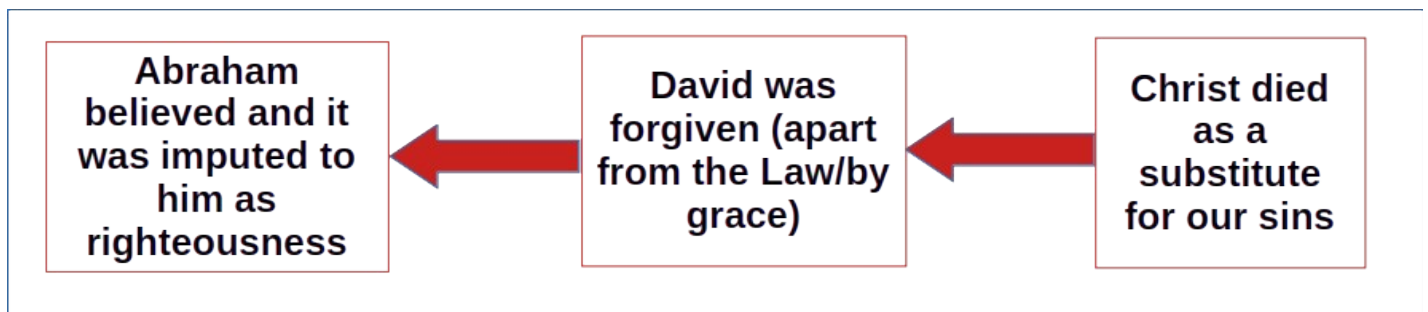 Abraham
believed and it
was imputed to
him as
righteousness
David was
forgiven (apart
from the Law/by
grace)
Christ died
as a
substitute
for our sins